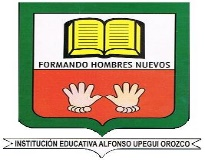 FORMANDO HOMBRES NUEVOS
INSTITUCIÓN EDUCATIVA ALFONSO UPEGUI OROZCO